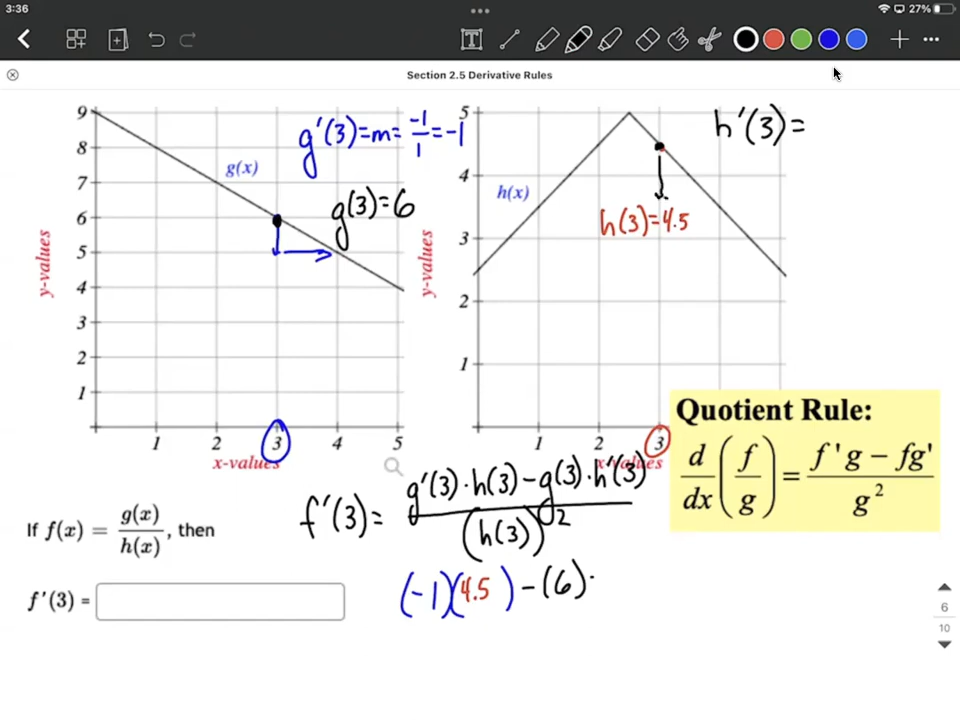 3:36
27%
Section 2.5 Derivative Rules
9
8
7
6
5
4
3
2
1
1 2 3 4 5
y-values
x-values
g(x)
g'(3)=m= -1/1 = -1
g(3)=6
5
4
3
2
1
1 2 3
y-values
x-values
h(x)
h(3)=4.5
h'(3)=
Quotient Rule:
d/dx (f/g) = (f'g − fg')/g²
If f(x) = g(x)/h(x), then
f'(3) =
f'(3) = (g'(3)·h(3) − g(3)·h'(3))/(h(3))²
(-1)(4.5) − (6)·
6
10